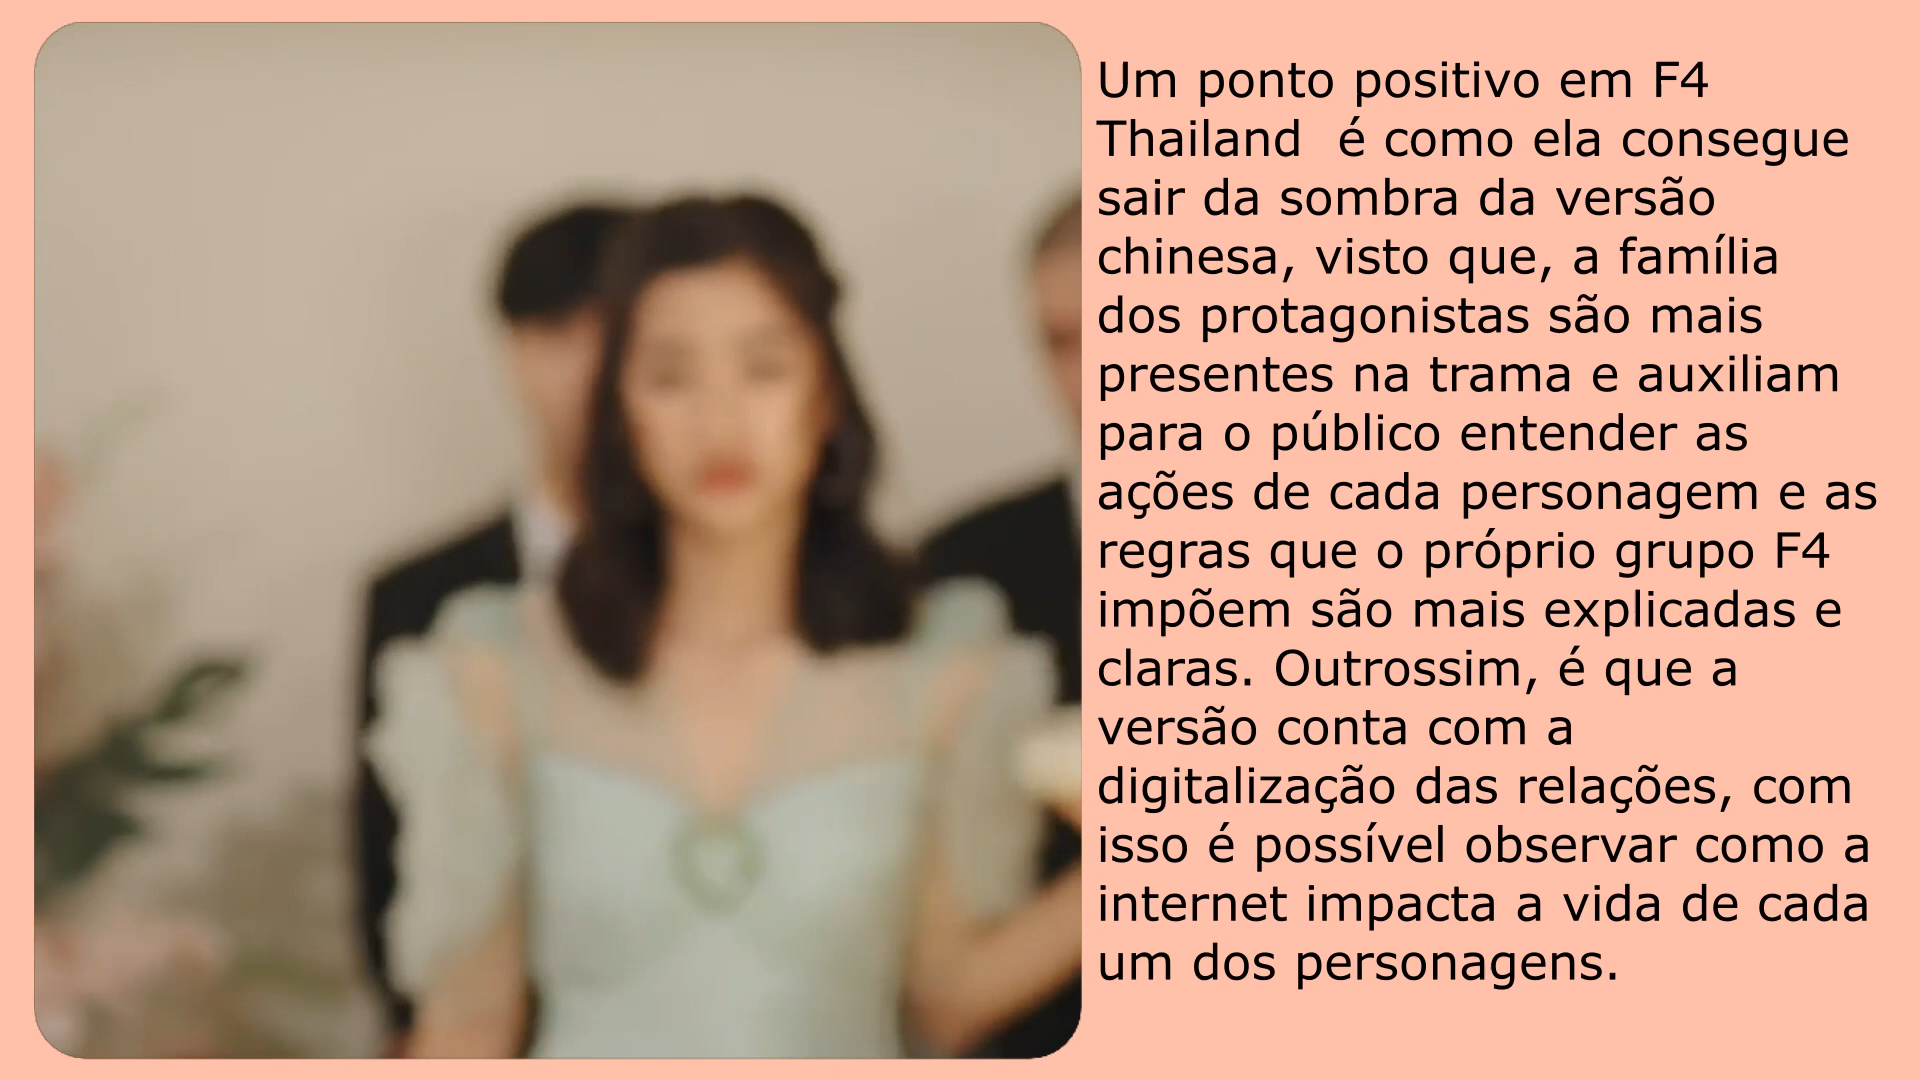 Um ponto positivo em F4
Thailand  é como ela consegue
sair da sombra da versão
chinesa, visto que, a família
dos protagonistas são mais
presentes na trama e auxiliam
para o público entender as
ações de cada personagem e as
regras que o próprio grupo F4
impõem são mais explicadas e
claras. Outrossim, é que a
versão conta com a
digitalização das relações, com
isso é possível observar como a
internet impacta a vida de cada
um dos personagens.